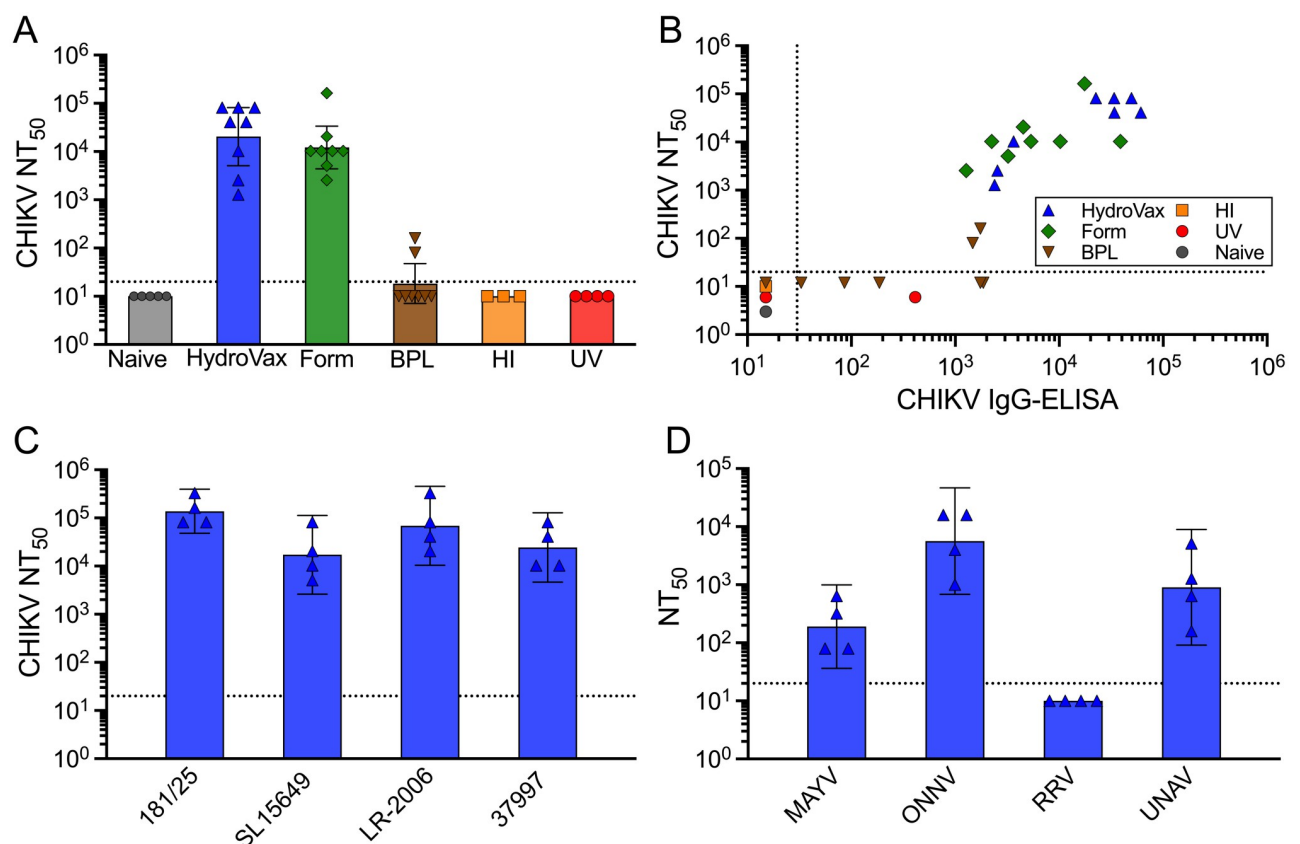 A
CHIKV NT50
10^6
10^5
10^4
10^3
10^2
10^1
10^0
Naive HydroVax Form BPL HI UV
B
CHIKV NT50
10^6
10^5
10^4
10^3
10^2
10^1
10^0
HydroVax HI
Form UV
BPL Naive
10^1 10^2 10^3 10^4 10^5 10^6
CHIKV IgG-ELISA
C
CHIKV NT50
10^6
10^5
10^4
10^3
10^2
10^1
10^0
181/25 SL15649 LR-2006 37997
D
NT50
10^5
10^4
10^3
10^2
10^1
10^0
MAYV ONNV RRV UNAV